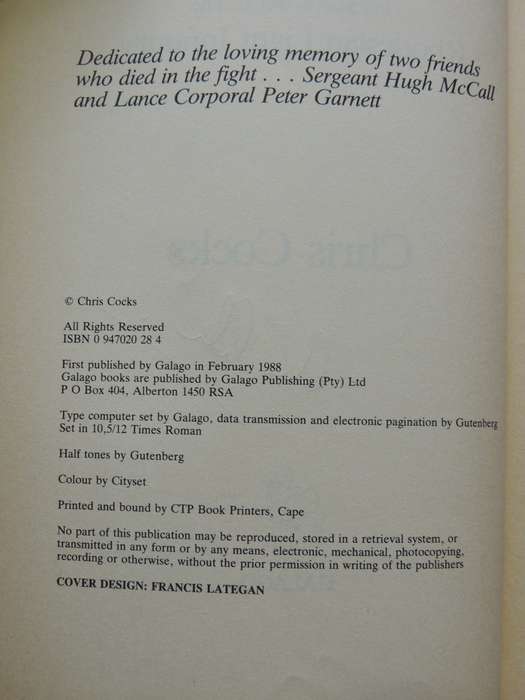 Dedicated to the loving memory of two friends
who died in the fight . . . Sergeant Hugh McCall
and Lance Corporal Peter Garnett
© Chris Cocks
All Rights Reserved
ISBN 0 947020 28 4
First published by Galago in February 1988
Galago books are published by Galago Publishing (Pty) Ltd
P O Box 404, Alberton 1450 RSA
Type computer set by Galago, data transmission and electronic pagination by Gutenberg
Set in 10,5/12 Times Roman
Half tones by Gutenberg
Colour by Cityset
Printed and bound by CTP Book Printers, Cape
No part of this publication may be reproduced, stored in a retrieval system, or
transmitted in any form or by any means, electronic, mechanical, photocopying,
recording or otherwise, without the prior permission in writing of the publishers
COVER DESIGN: FRANCIS LATEGAN